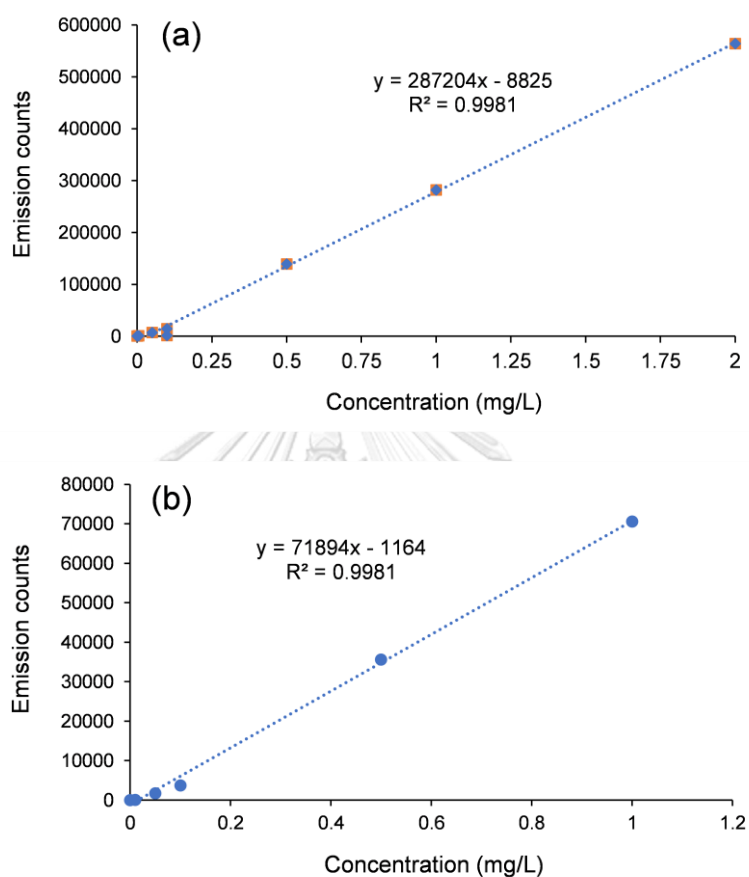 (a)
y = 287204x - 8825
R² = 0.9981
600000
500000
400000
300000
200000
100000
0
Emission counts
0 0.25 0.5 0.75 1 1.25 1.5 1.75 2
Concentration (mg/L)
(b)
y = 71894x - 1164
R² = 0.9981
80000
70000
60000
50000
40000
30000
20000
10000
0
Emission counts
0 0.2 0.4 0.6 0.8 1 1.2
Concentration (mg/L)